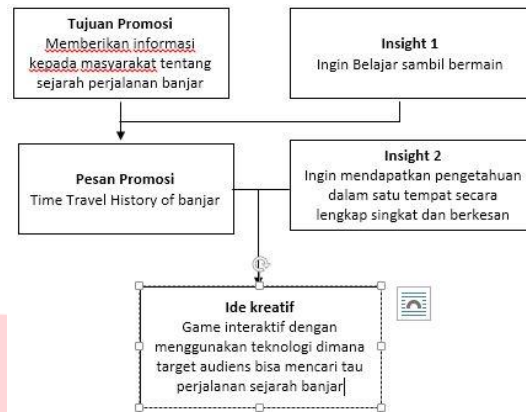 Tujuan Promosi
Memberikan informasi
kepada masyarakat tentang
sejarah perjalanan banjar
Insight 1
Ingin Belajar sambil bermain
Pesan Promosi
Time Travel History of banjar
Insight 2
Ingin mendapatkan pengetahuan
dalam satu tempat secara
lengkap singkat dan berkesan
Ide kreatif
Game interaktif dengan
menggunakan teknologi dimana
target audiens bisa mencari tau
perjalanan sejarah banjar